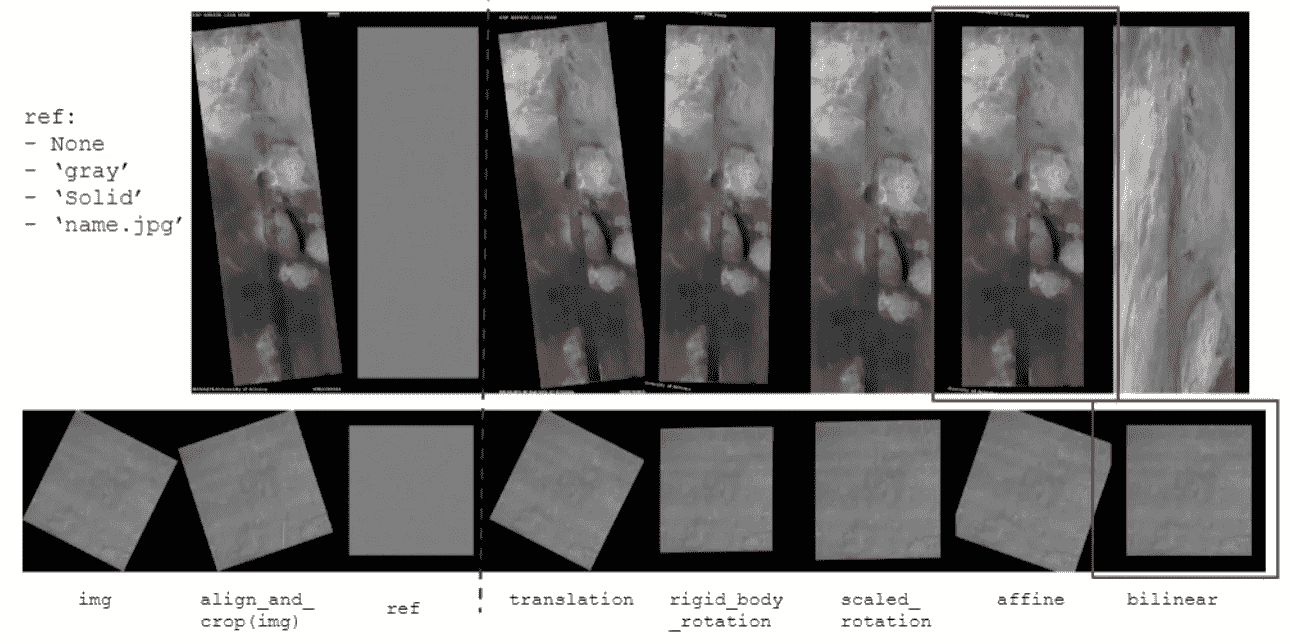 ref:
- None
- ‘gray’
- ‘Solid’
- ‘name.jpg’
img
align_and_
crop(img)
ref
translation
rigid_body
_rotation
scaled_
rotation
affine
bilinear